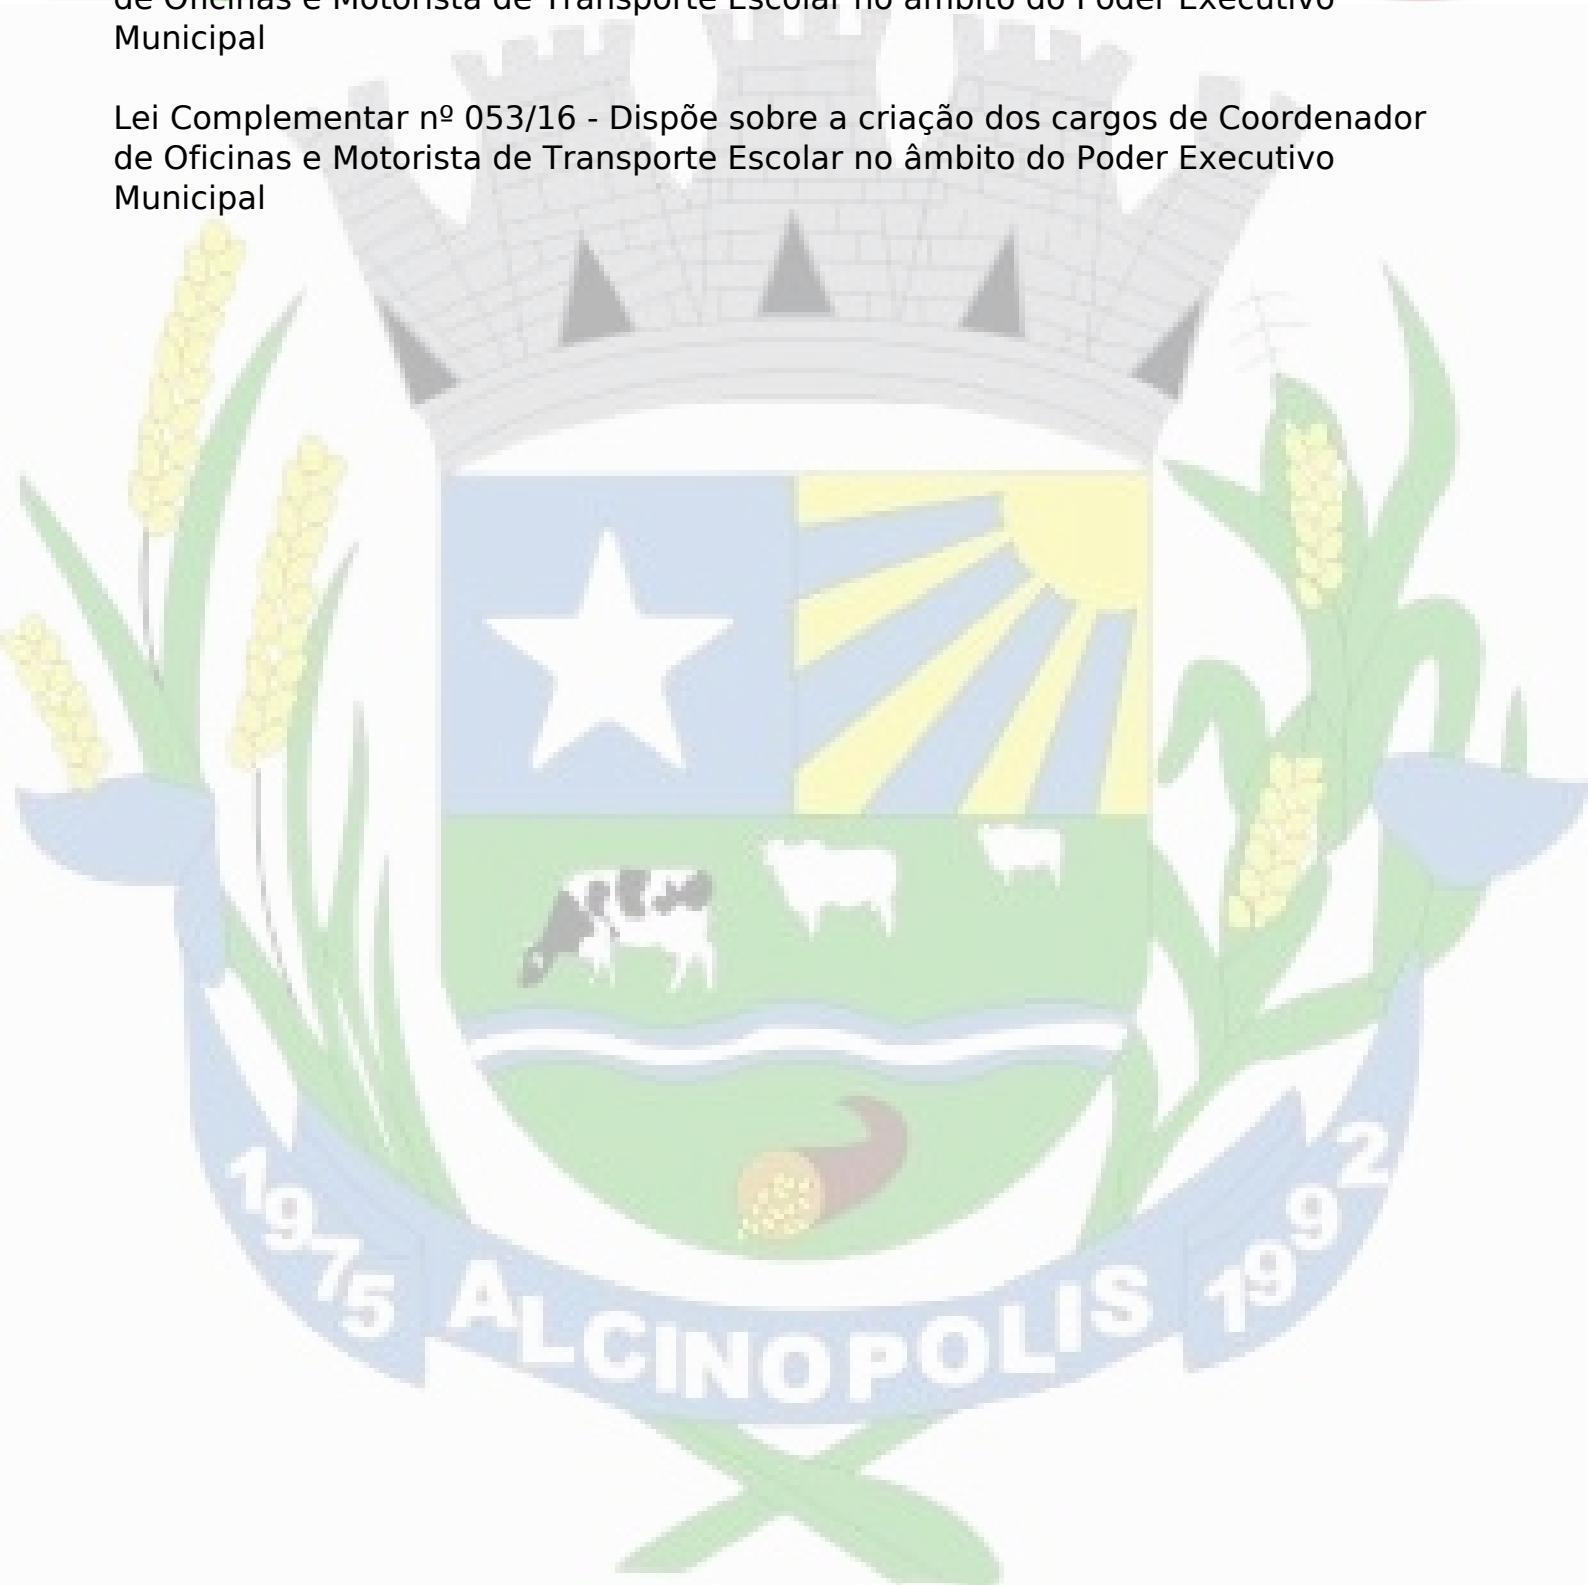 de Oficinas e Motorista de Transporte Escolar no âmbito do Poder Executivo
Municipal
Lei Complementar nº 053/16 - Dispõe sobre a criação dos cargos de Coordenador
de Oficinas e Motorista de Transporte Escolar no âmbito do Poder Executivo
Municipal
1975 ALCINOPOLIS 1992